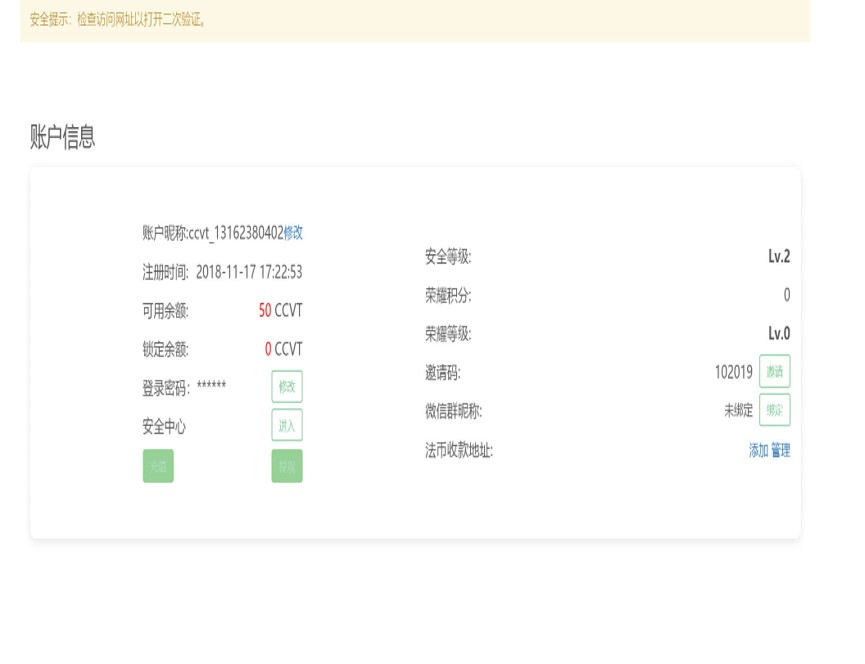 安全提示：检查访问网址以打开二次验证。
账户信息
账户昵称:ccvt_13162380402修改
注册时间: 2018-11-17 17:22:53
可用余额: 50 CCVT
锁定余额: 0 CCVT
登录密码: ****** 修改
安全中心 进入
安全等级: Lv.2
荣耀积分: 0
荣耀等级: Lv.0
邀请码: 102019 邀请
微信群昵称: 未绑定 绑定
法币收款地址: 添加 管理